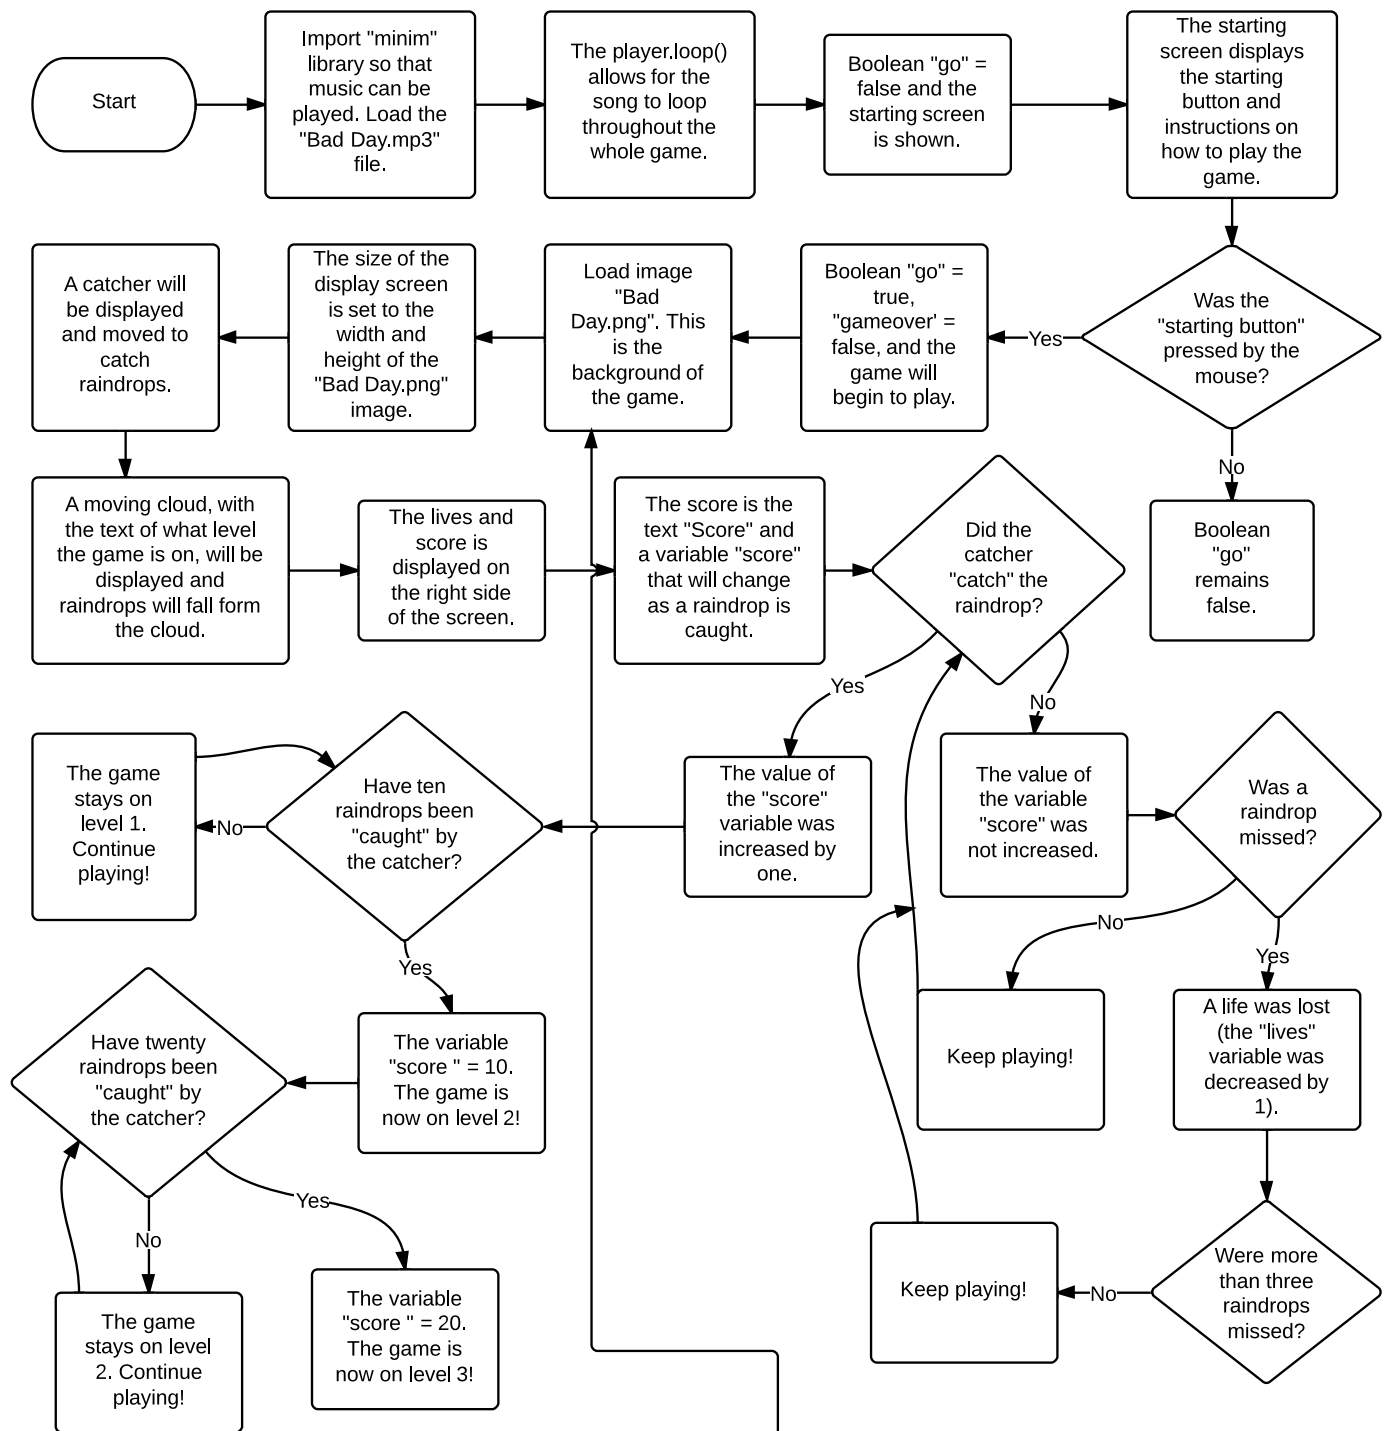 Start
Import "minim"
library so that
music can be
played. Load the
"Bad Day.mp3"
file.
The player.loop()
allows for the
song to loop
throughout the
whole game.
Boolean "go" =
false and the
starting screen
is shown.
The starting
screen displays
the starting
button and
instructions on
how to play the
game.
Was the
"starting button"
pressed by the
mouse?
Yes
No
Boolean
"go"
remains
false.
Boolean "go" =
true,
"gameover' =
false, and the
game will
begin to play.
Load image
"Bad
Day.png". This
is the
background of
the game.
The size of the
display screen
is set to the
width and
height of the
"Bad Day.png"
image.
A catcher will
be displayed
and moved to
catch
raindrops.
A moving cloud, with
the text of what level
the game is on, will be
displayed and
raindrops will fall form
the cloud.
The lives and
score is
displayed on
the right side
of the screen.
The score is the
text "Score" and
a variable "score"
that will change
as a raindrop is
caught.
Did the
catcher
"catch" the
raindrop?
Yes
No
The value of
the "score"
variable was
increased by
one.
The value of
the variable
"score" was
not increased.
Was a
raindrop
missed?
No
Yes
Keep playing!
A life was lost
(the "lives"
variable was
decreased by
1).
Were more
than three
raindrops
missed?
No
Keep playing!
Have ten
raindrops been
"caught" by
the catcher?
No
The game
stays on
level 1.
Continue
playing!
Yes
The variable
"score " = 10.
The game is
now on level 2!
Have twenty
raindrops been
"caught" by
the catcher?
Yes
No
The game
stays on level
2. Continue
playing!
The variable
"score " = 20.
The game is
now on level 3!